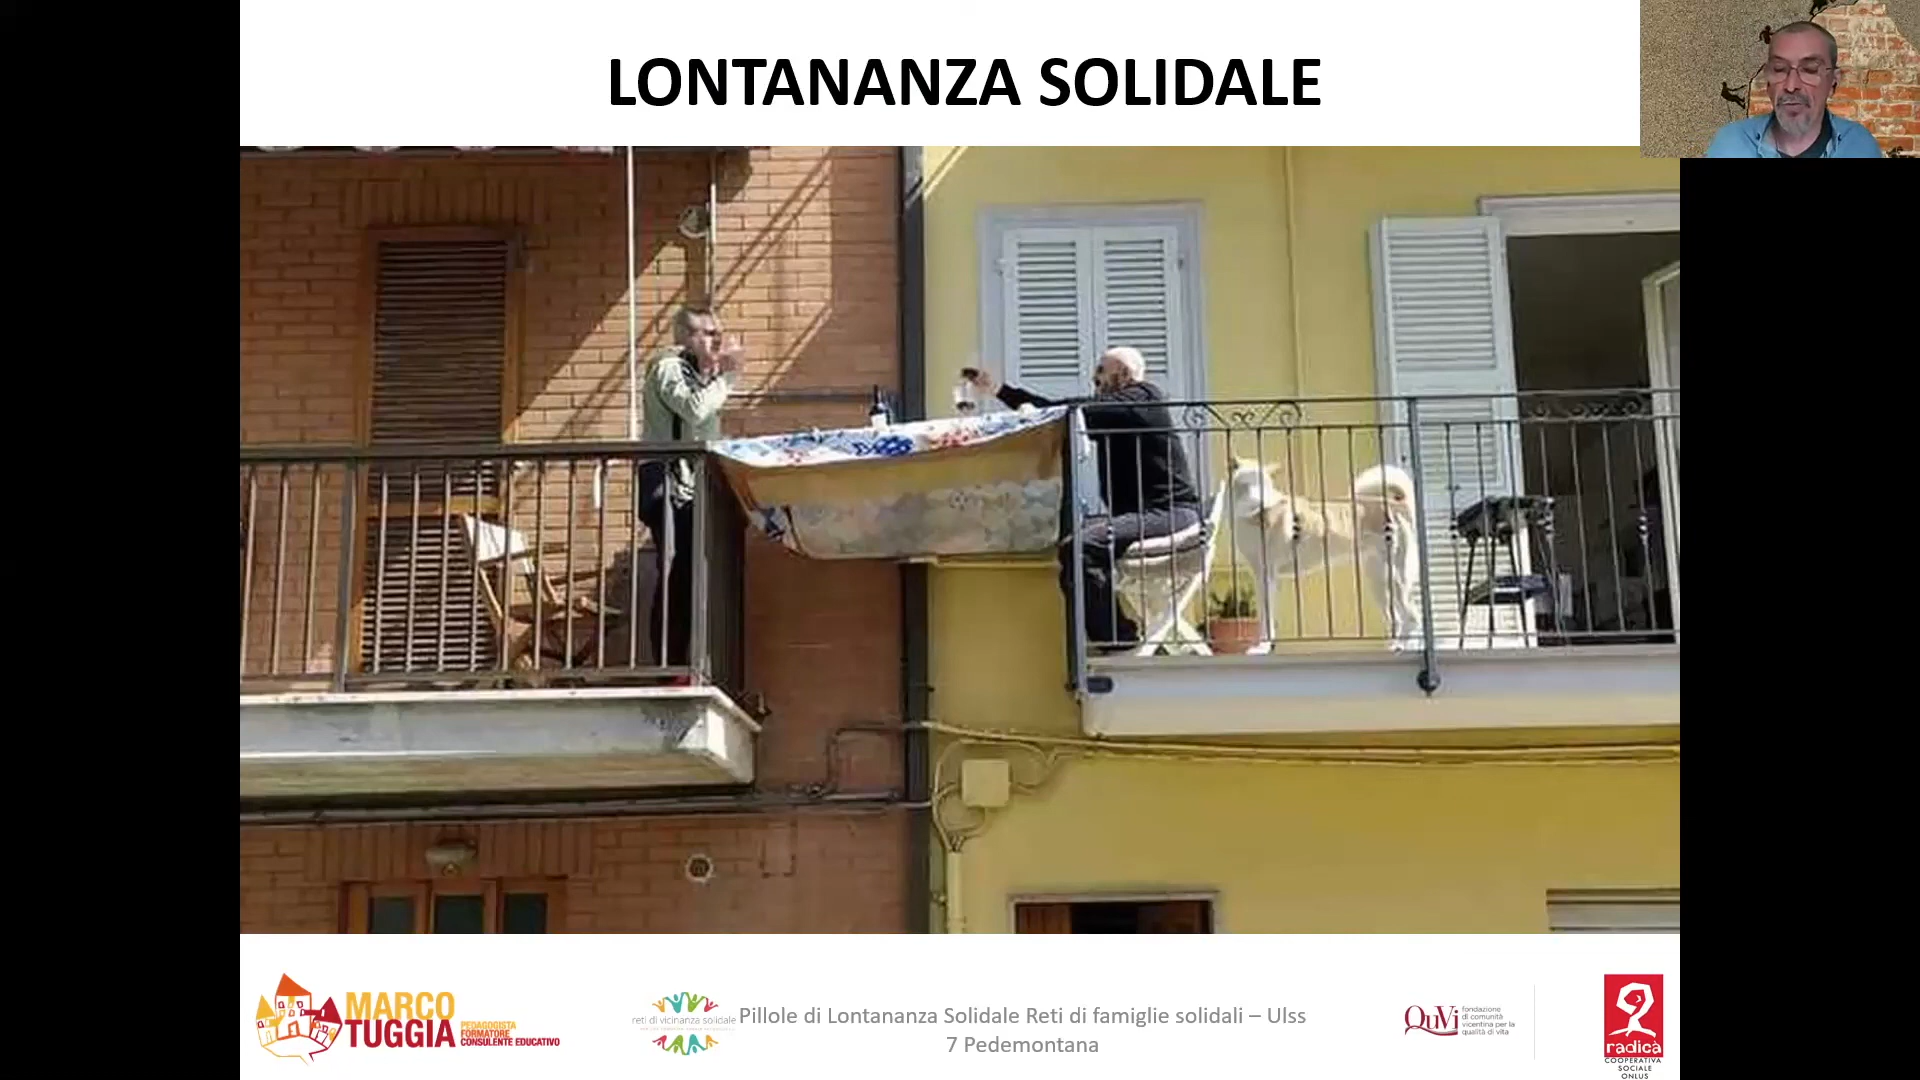 LONTANANZA SOLIDALE
MARCO
TUGGIA
PEDAGOGISTA
FORMATORE
CONSULENTE EDUCATIVO
reti di vicinanza solidale
Pillole di Lontananza Solidale Reti di famiglie solidali – Ulss
7 Pedemontana
QuVi
fondazione
di comunità
vicentina per la
qualità di vita
radicà
COOPERATIVA
SOCIALE
ONLUS